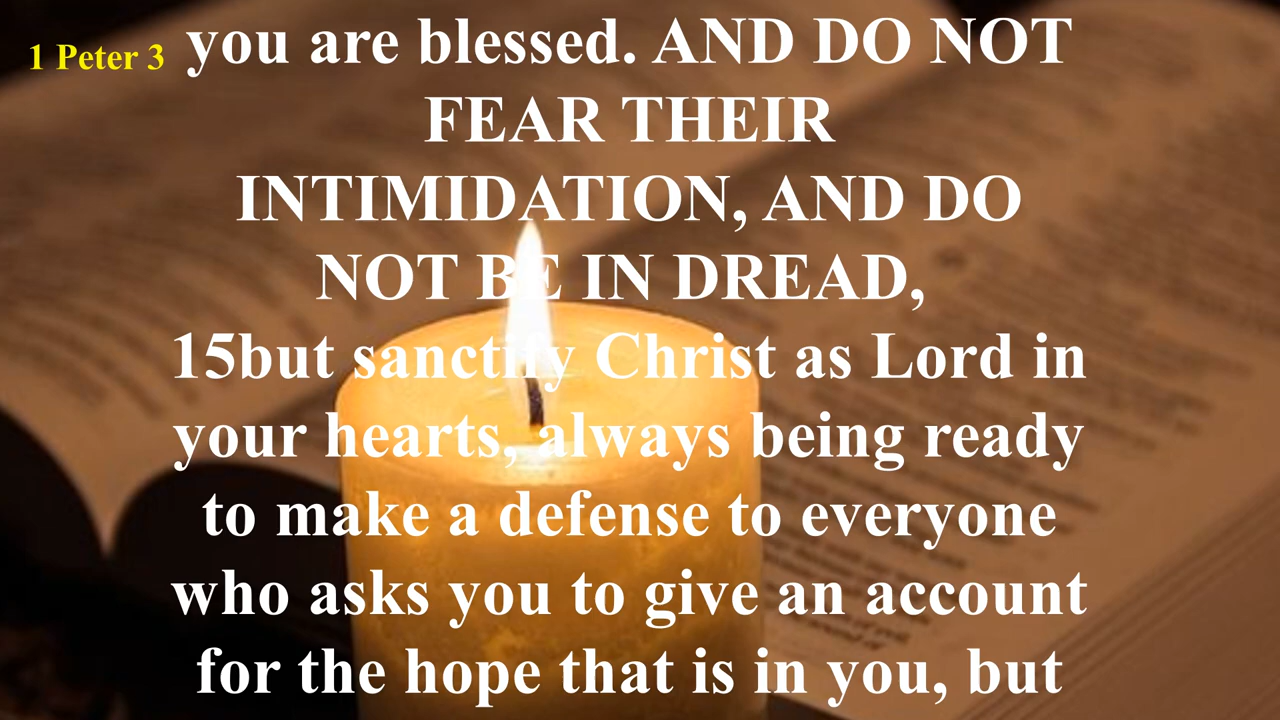 1 Peter 3
you are blessed. AND DO NOT
FEAR THEIR
INTIMIDATION, AND DO
NOT BE IN DREAD,
15but sanctify Christ as Lord in
your hearts, always being ready
to make a defense to everyone
who asks you to give an account
for the hope that is in you, but